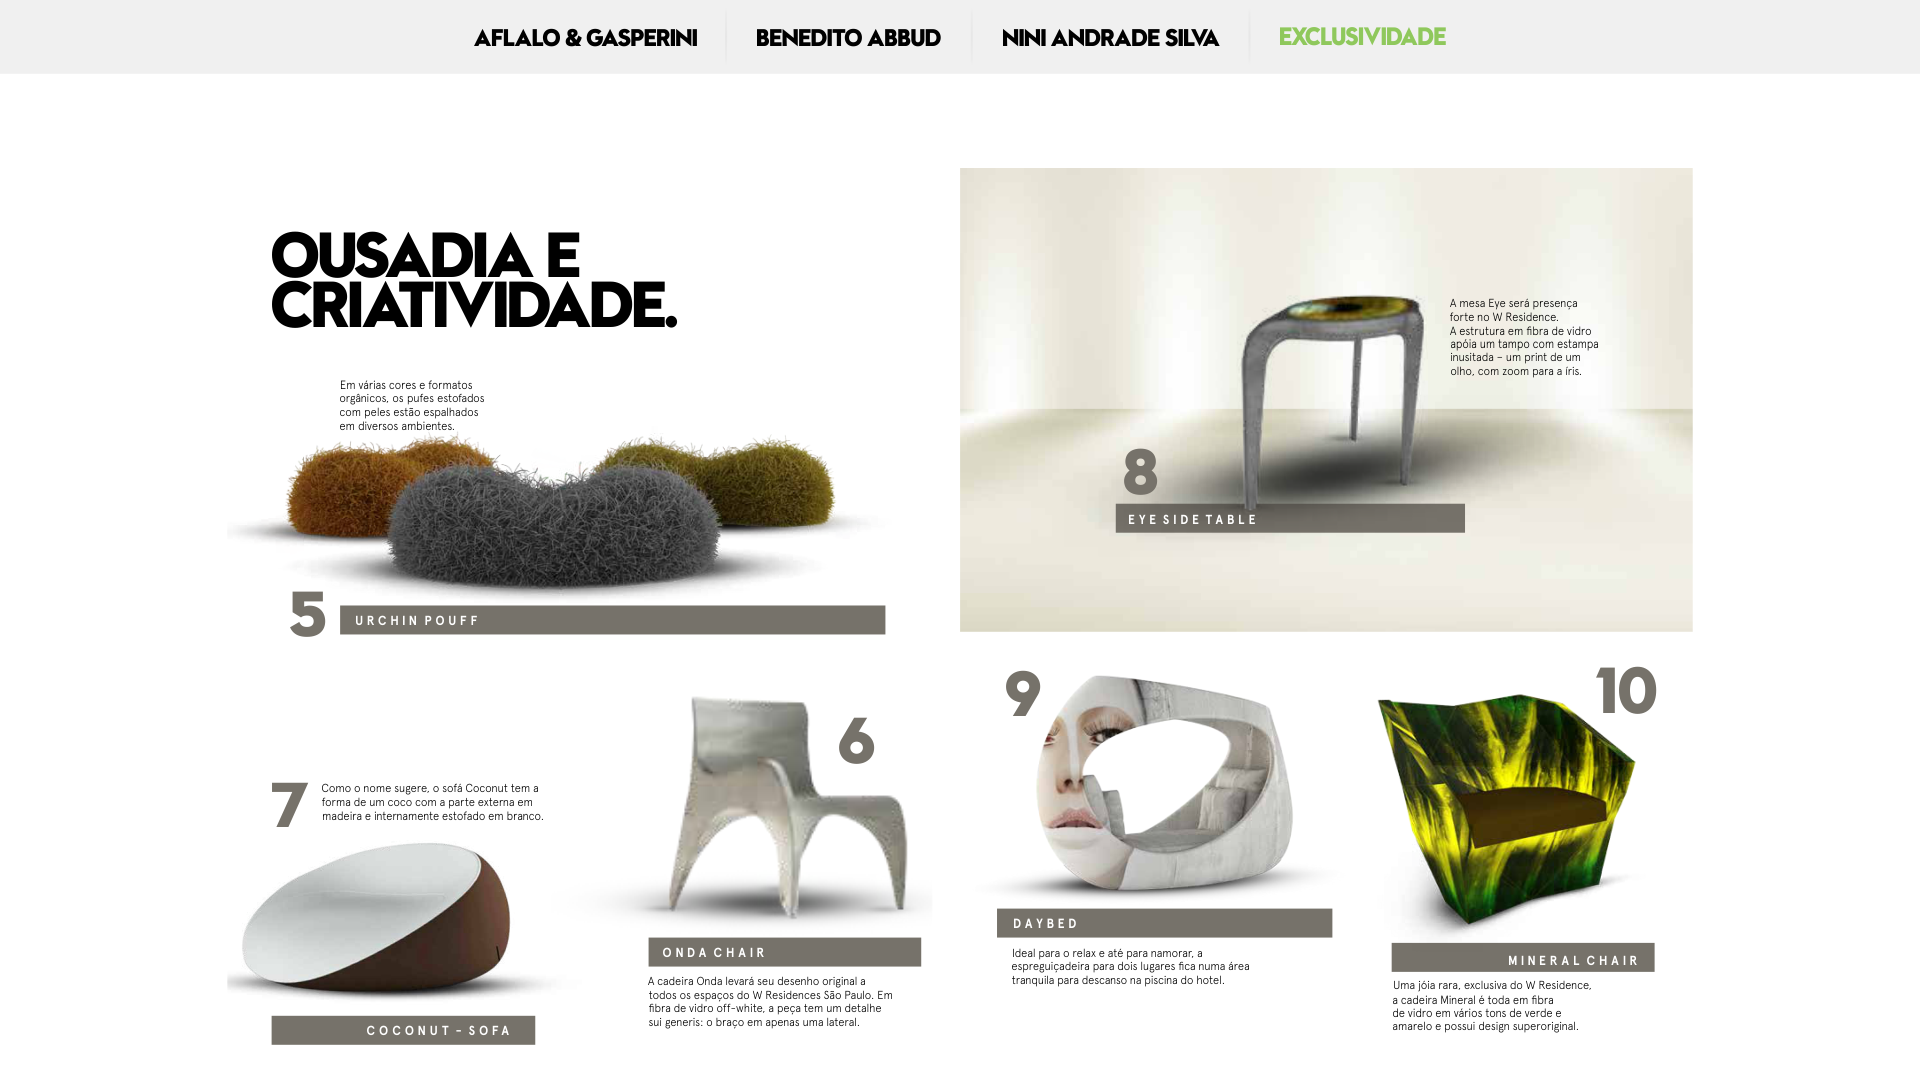 AFLALO & GASPERINI
BENEDITO ABBUD
NINI ANDRADE SILVA
EXCLUSIVIDADE
OUSADIA E
CRIATIVIDADE.
Em várias cores e formatos
orgânicos, os pufes estofados
com peles estão espalhados
em diversos ambientes.
5
URCHIN POUFF
A mesa Eye será presença
forte no W Residence.
A estrutura em fibra de vidro
apóia um tampo com estampa
inusitada – um print de um
olho, com zoom para a íris.
8
EYE SIDE TABLE
7
Como o nome sugere, o sofá Coconut tem a
forma de um coco com a parte externa em
madeira e internamente estofado em branco.
COCONUT - SOFA
6
ONDA CHAIR
A cadeira Onda levará seu desenho original a
todos os espaços do W Residences São Paulo. Em
fibra de vidro off-white, a peça tem um detalhe
sui generis: o braço em apenas uma lateral.
9
DAYBED
Ideal para o relax e até para namorar, a
espreguiçadeira para dois lugares fica numa área
tranquila para descanso na piscina do hotel.
10
MINERAL CHAIR
Uma jóia rara, exclusiva do W Residence,
a cadeira Mineral é toda em fibra
de vidro em vários tons de verde e
amarelo e possui design superoriginal.